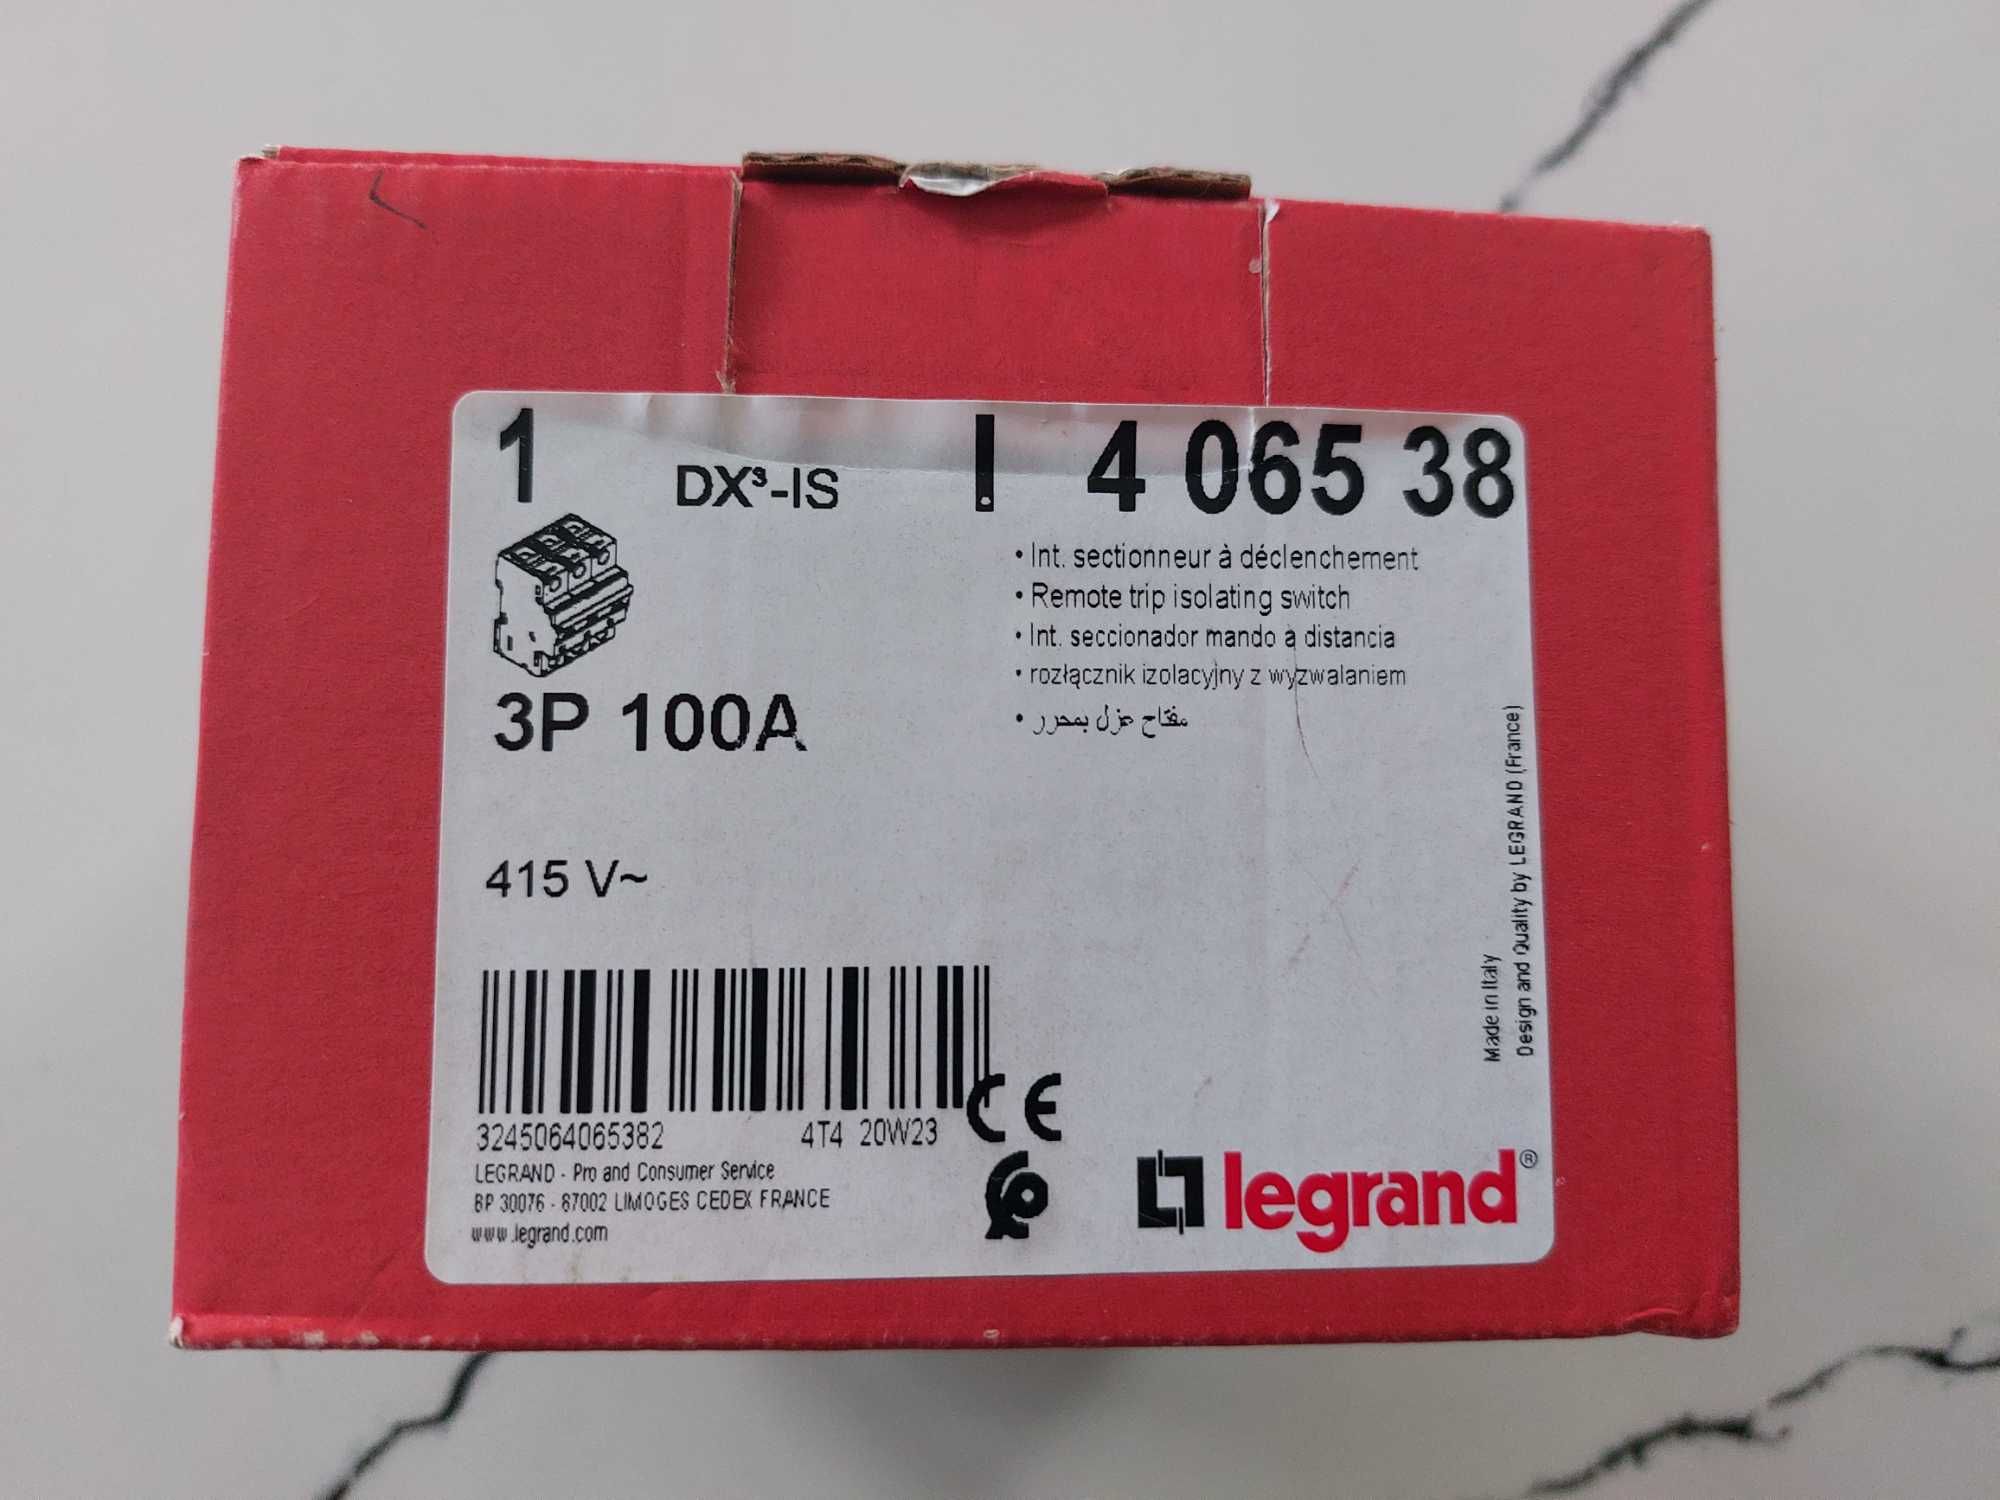 1
DX³-IS
4 065 38
• Int. sectionneur à déclenchement
• Remote trip isolating switch
• Int. seccionador mando a distancia
• rozłącznik izolacyjny z wyzwalaniem
• مفتاح عزل بمحرر
3P 100A
415 V~
3245064065382 4T4 20W23
LEGRAND - Pro and Consumer Service
BP 30076 - 87002 LIMOGES CEDEX FRANCE
www.legrand.com
CE
legrand®
Made in Italy
Design and Quality by LEGRAND (France)